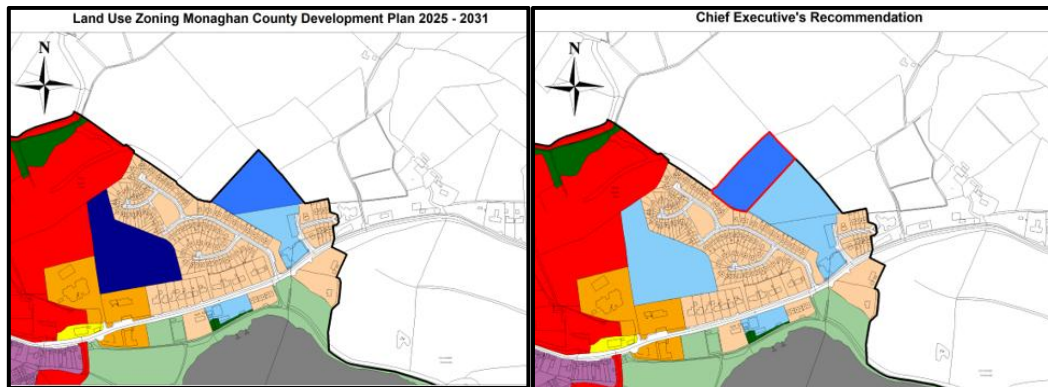 Land Use Zoning Monaghan County Development Plan 2025 - 2031
N
Chief Executive's Recommendation
N